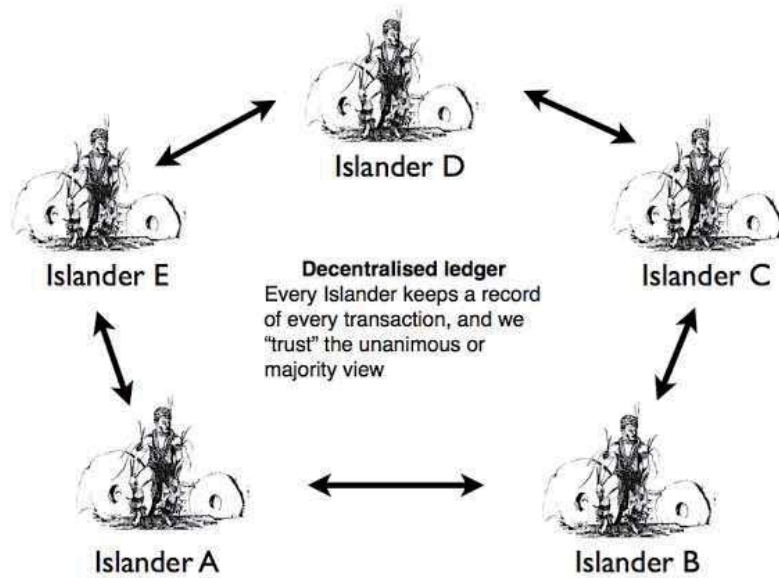 Islander D
Islander E
Islander C
Decentralised ledger
Every Islander keeps a record
of every transaction, and we
“trust” the unanimous or
majority view
Islander A
Islander B